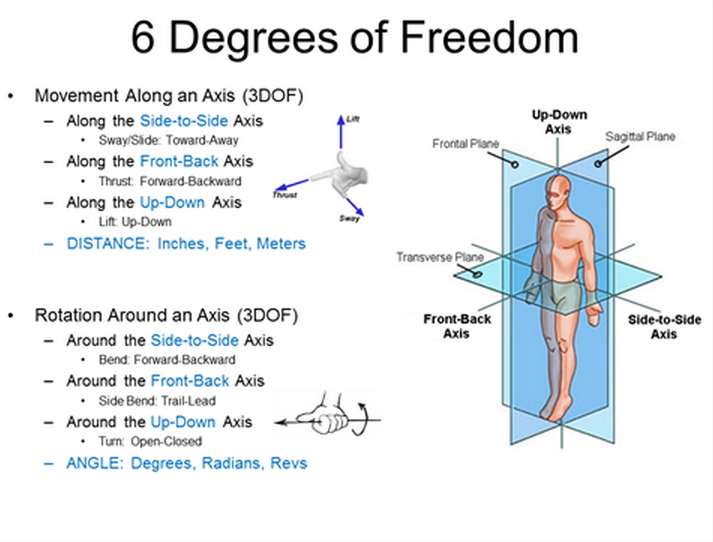 6 Degrees of Freedom
• Movement Along an Axis (3DOF)
– Along the Side-to-Side Axis
• Sway/Slide: Toward-Away
– Along the Front-Back Axis
• Thrust: Forward-Backward
– Along the Up-Down Axis
• Lift: Up-Down
– DISTANCE: Inches, Feet, Meters
Lift
Thrust
Sway
• Rotation Around an Axis (3DOF)
– Around the Side-to-Side Axis
• Bend: Forward-Backward
– Around the Front-Back Axis
• Side Bend: Trail-Lead
– Around the Up-Down Axis
• Turn: Open-Closed
– ANGLE: Degrees, Radians, Revs
Up-Down
Axis
Frontal Plane
Sagittal Plane
Transverse Plane
Front-Back
Axis
Side-to-Side
Axis